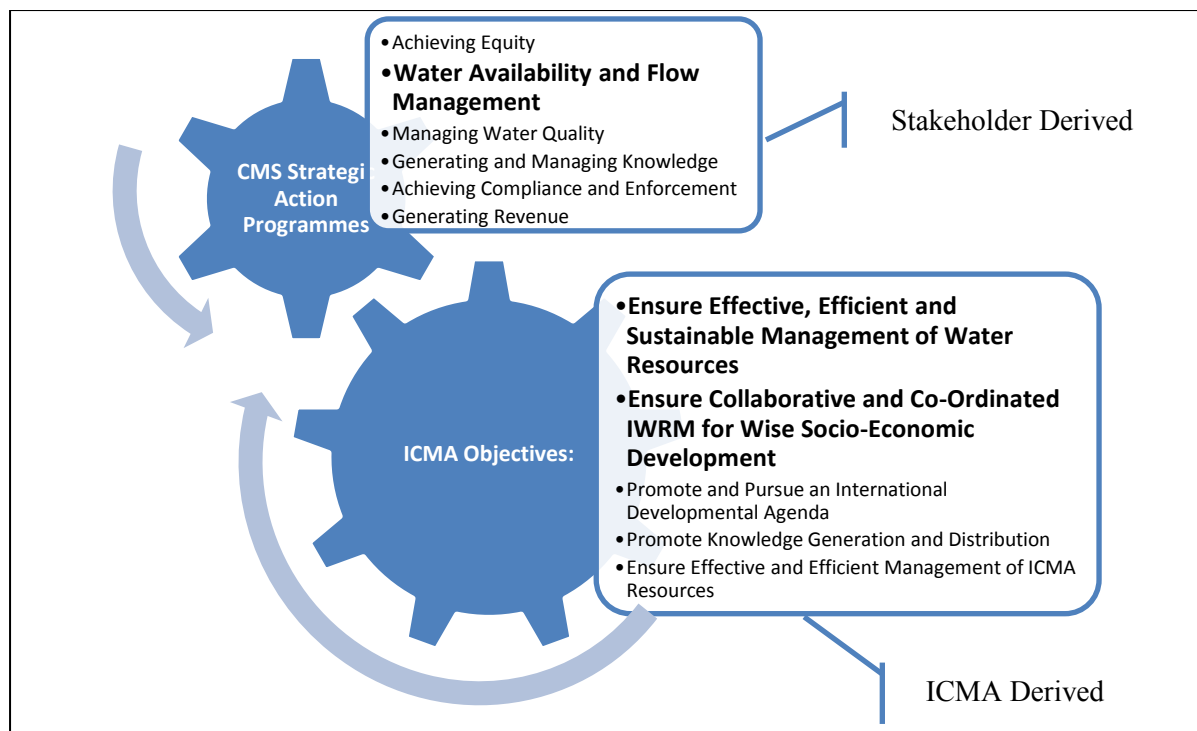 •Achieving Equity
•Water Availability and Flow
Management
•Managing Water Quality
•Generating and Managing Knowledge
•Achieving Compliance and Enforcement
•Generating Revenue
Stakeholder Derived
CMS Strategi
Action
Programmes
•Ensure Effective, Efficient and
Sustainable Management of Water
Resources
•Ensure Collaborative and Co-Ordinated
IWRM for Wise Socio-Economic
Development
•Promote and Pursue an International
Developmental Agenda
•Promote Knowledge Generation and Distribution
•Ensure Effective and Efficient Management of ICMA
Resources
ICMA Objectives:
ICMA Derived